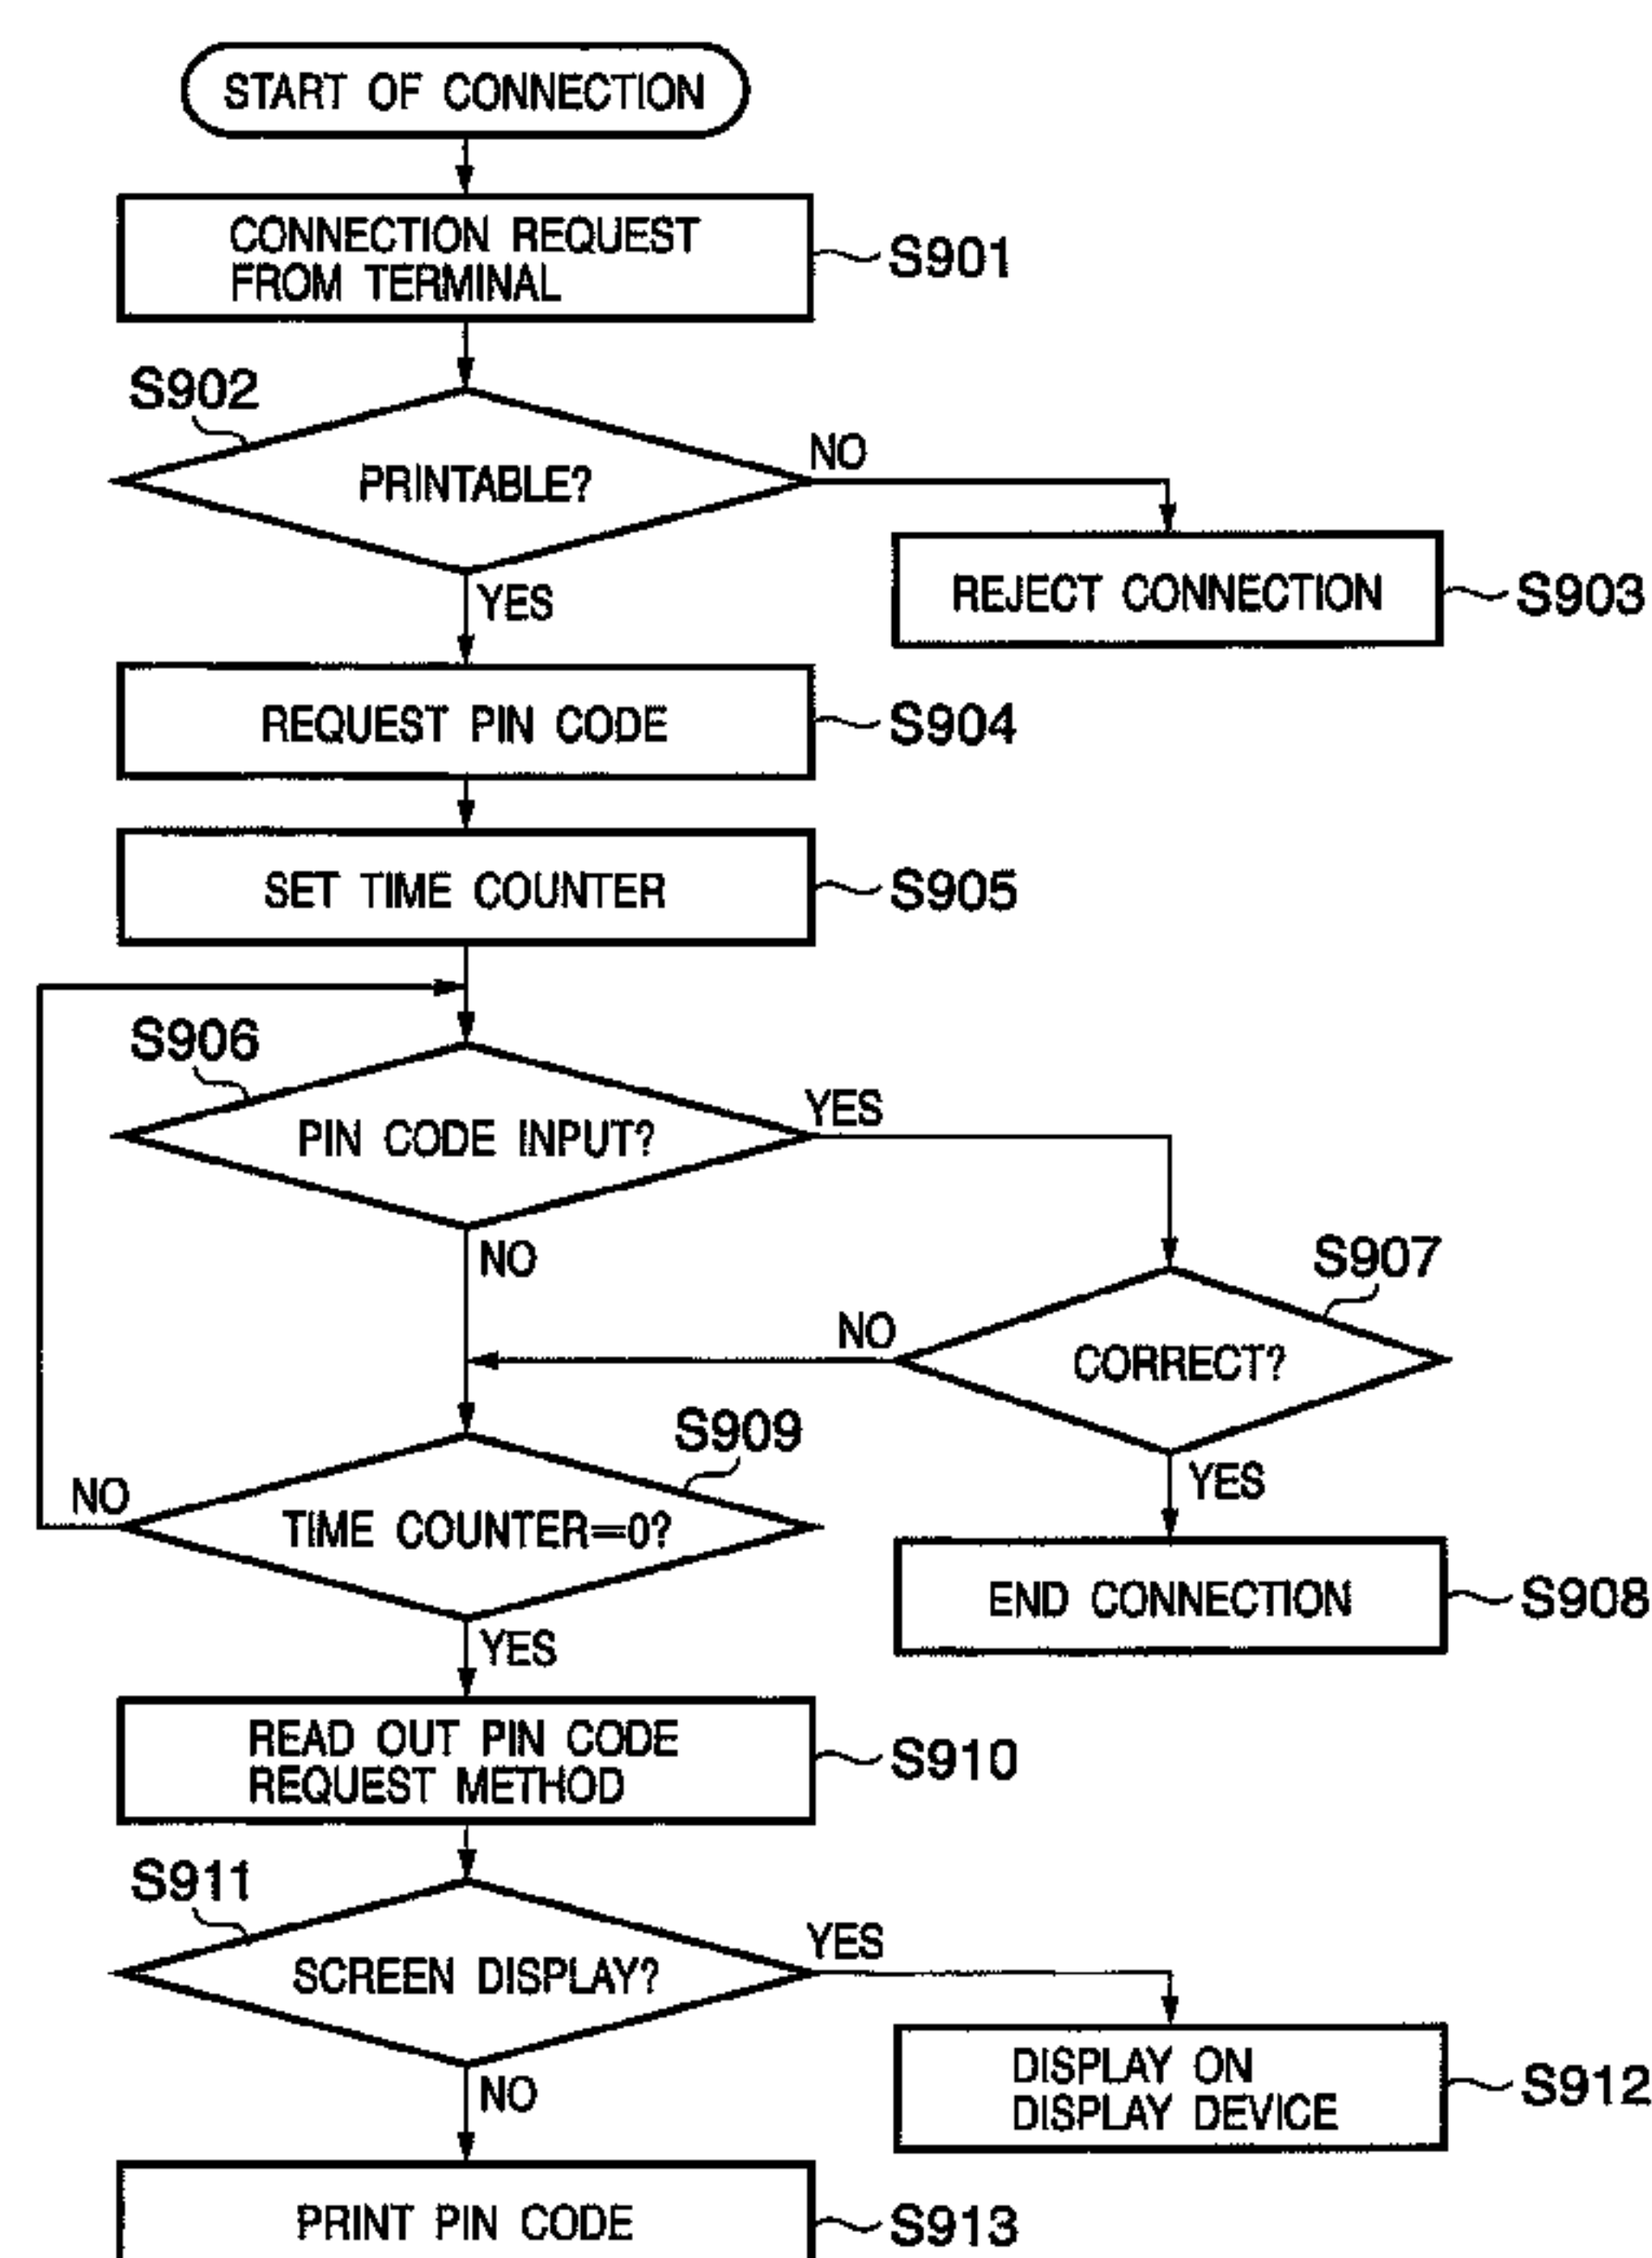 START OF CONNECTION
CONNECTION REQUEST
FROM TERMINAL
S901
S902
PRINTABLE?
NO
YES
REJECT CONNECTION
S903
REQUEST PIN CODE
S904
SET TIME COUNTER
S905
S906
PIN CODE INPUT?
YES
NO
S907
CORRECT?
NO
YES
S909
TIME COUNTER=0?
NO
YES
END CONNECTION
S908
READ OUT PIN CODE
REQUEST METHOD
S910
S911
SCREEN DISPLAY?
YES
NO
DISPLAY ON
DISPLAY DEVICE
S912
PRINT PIN CODE
S913